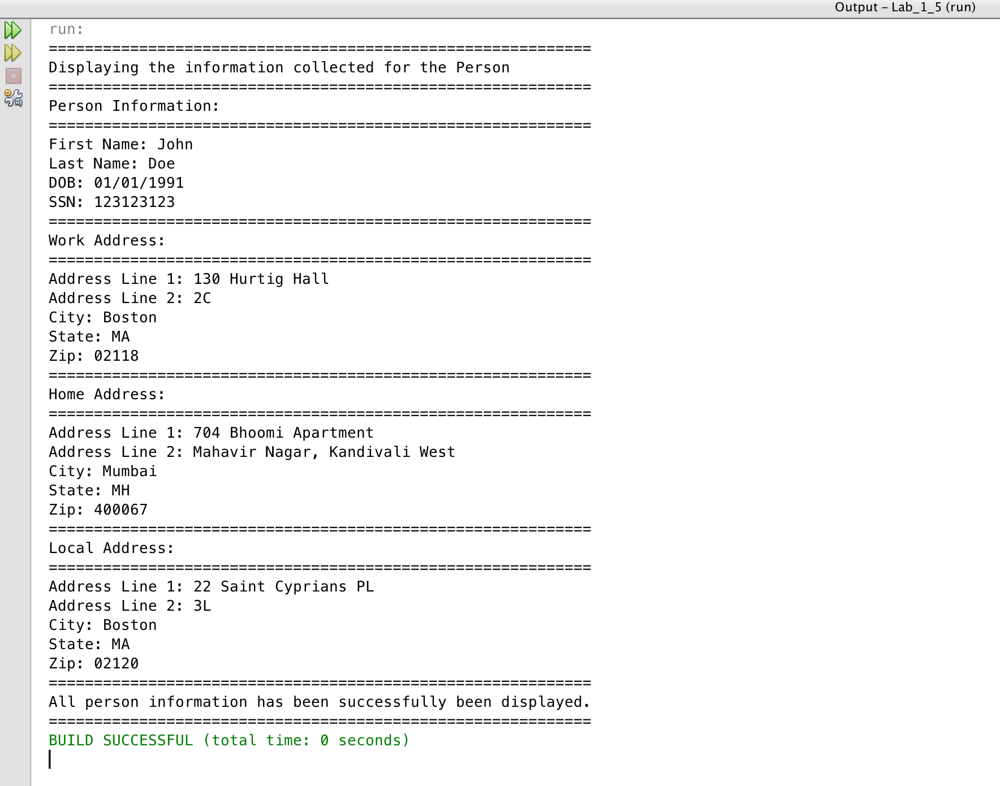 Output – Lab_1_5 (run)
run:
============================================================
Displaying the information collected for the Person
============================================================
Person Information:
============================================================
First Name: John
Last Name: Doe
DOB: 01/01/1991
SSN: 123123123
============================================================
Work Address:
============================================================
Address Line 1: 130 Hurtig Hall
Address Line 2: 2C
City: Boston
State: MA
Zip: 02118
============================================================
Home Address:
============================================================
Address Line 1: 704 Bhoomi Apartment
Address Line 2: Mahavir Nagar, Kandivali West
City: Mumbai
State: MH
Zip: 400067
============================================================
Local Address:
============================================================
Address Line 1: 22 Saint Cyprians PL
Address Line 2: 3L
City: Boston
State: MA
Zip: 02120
============================================================
All person information has been successfully been displayed.
============================================================
BUILD SUCCESSFUL (total time: 0 seconds)